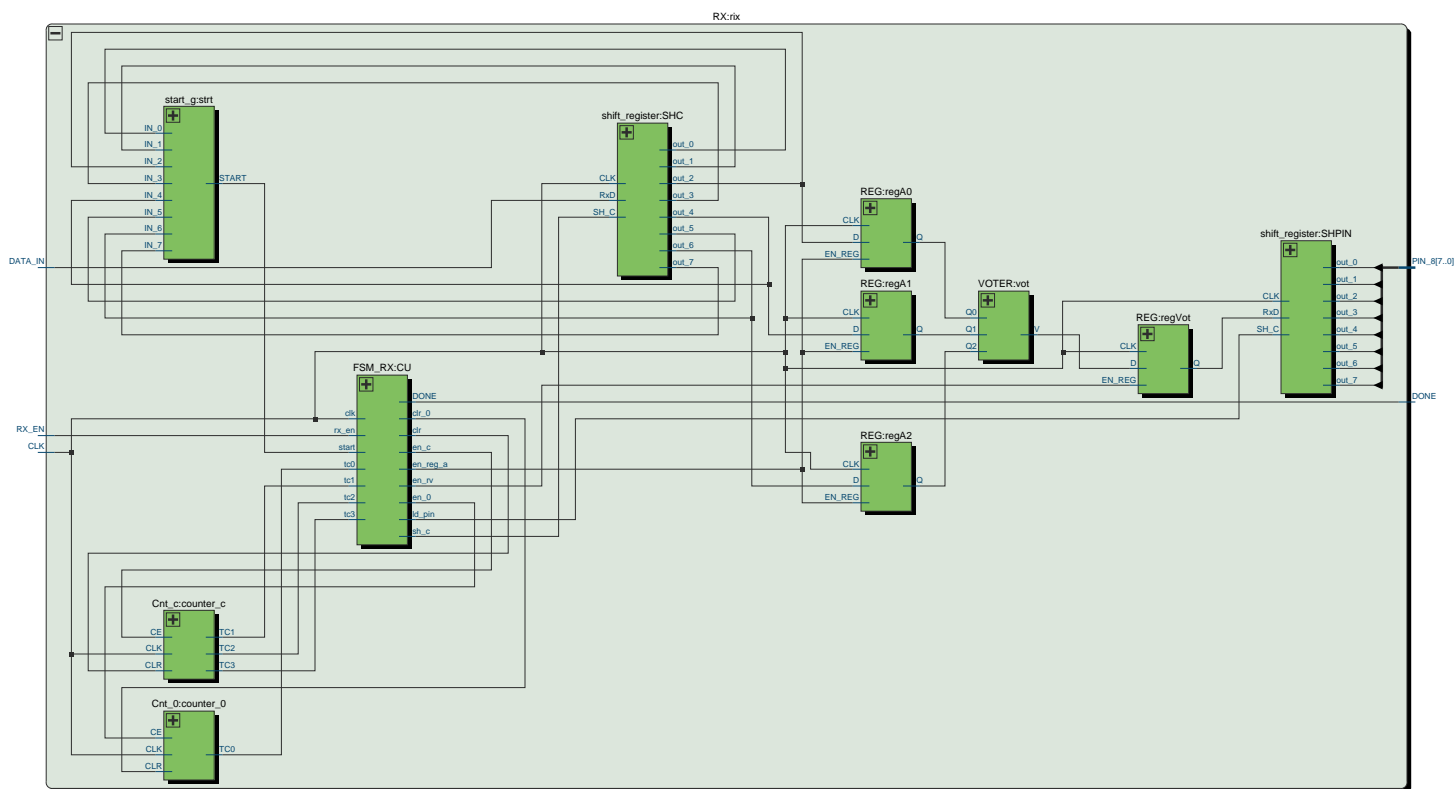 RX:rix
start_g:strt
IN_0
IN_1
IN_2
IN_3
IN_4
IN_5
IN_6
IN_7
START
shift_register:SHC
CLK
RxD
SH_C
out_0
out_1
out_2
out_3
out_4
out_5
out_6
out_7
REG:regA0
CLK
D
EN_REG
Q
REG:regA1
CLK
D
EN_REG
Q
VOTER:vot
Q0
Q1
Q2
V
REG:regVot
CLK
D
EN_REG
Q
shift_register:SHPIN
CLK
RxD
SH_C
out_0
out_1
out_2
out_3
out_4
out_5
out_6
out_7
PIN_8[7..0]
DATA_IN
FSM_RX:CU
clk
rx_en
start
tc0
tc1
tc2
tc3
DONE
clr_0
clr
en_c
en_reg_a
en_rv
en_0
ld_pin
sh_c
DONE
RX_EN
CLK
REG:regA2
CLK
D
EN_REG
Q
Cnt_c:counter_c
CE
CLK
CLR
TC1
TC2
TC3
Cnt_0:counter_0
CE
CLK
CLR
TC0